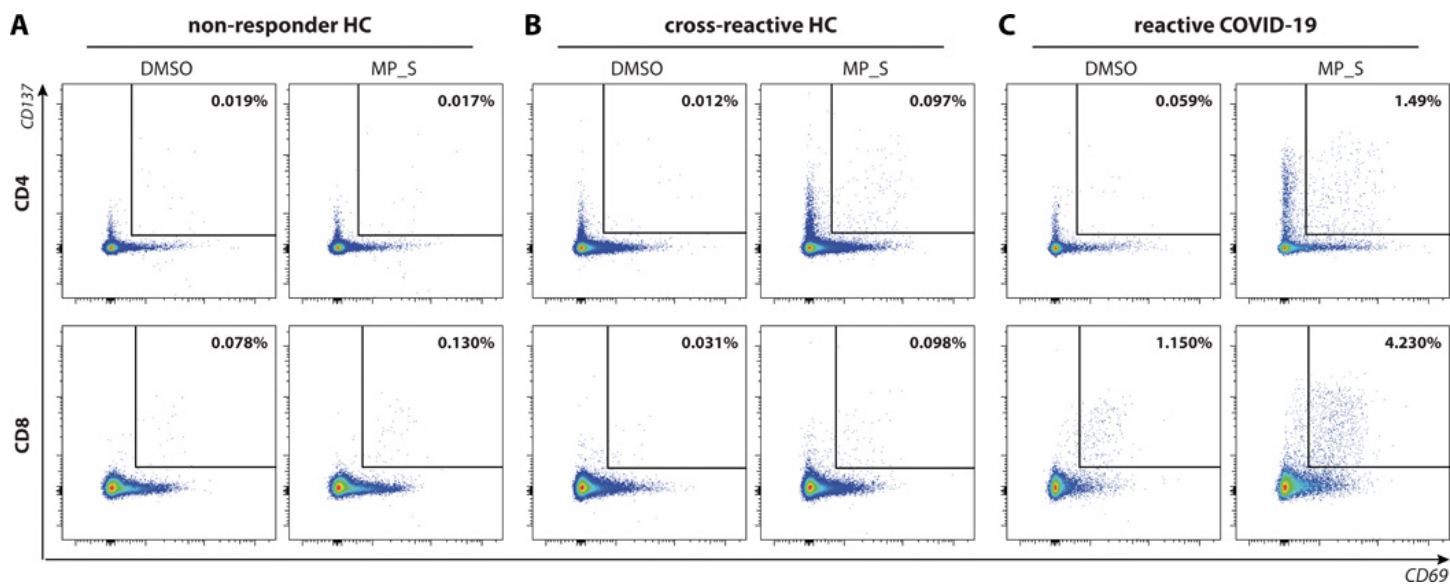 A non-responder HC B cross-reactive HC C reactive COVID-19
DMSO MP_S DMSO MP_S DMSO MP_S
CD137
CD4
0.019% 0.017% 0.012% 0.097% 0.059% 1.49%
CD8
0.078% 0.130% 0.031% 0.098% 1.150% 4.230%
CD69